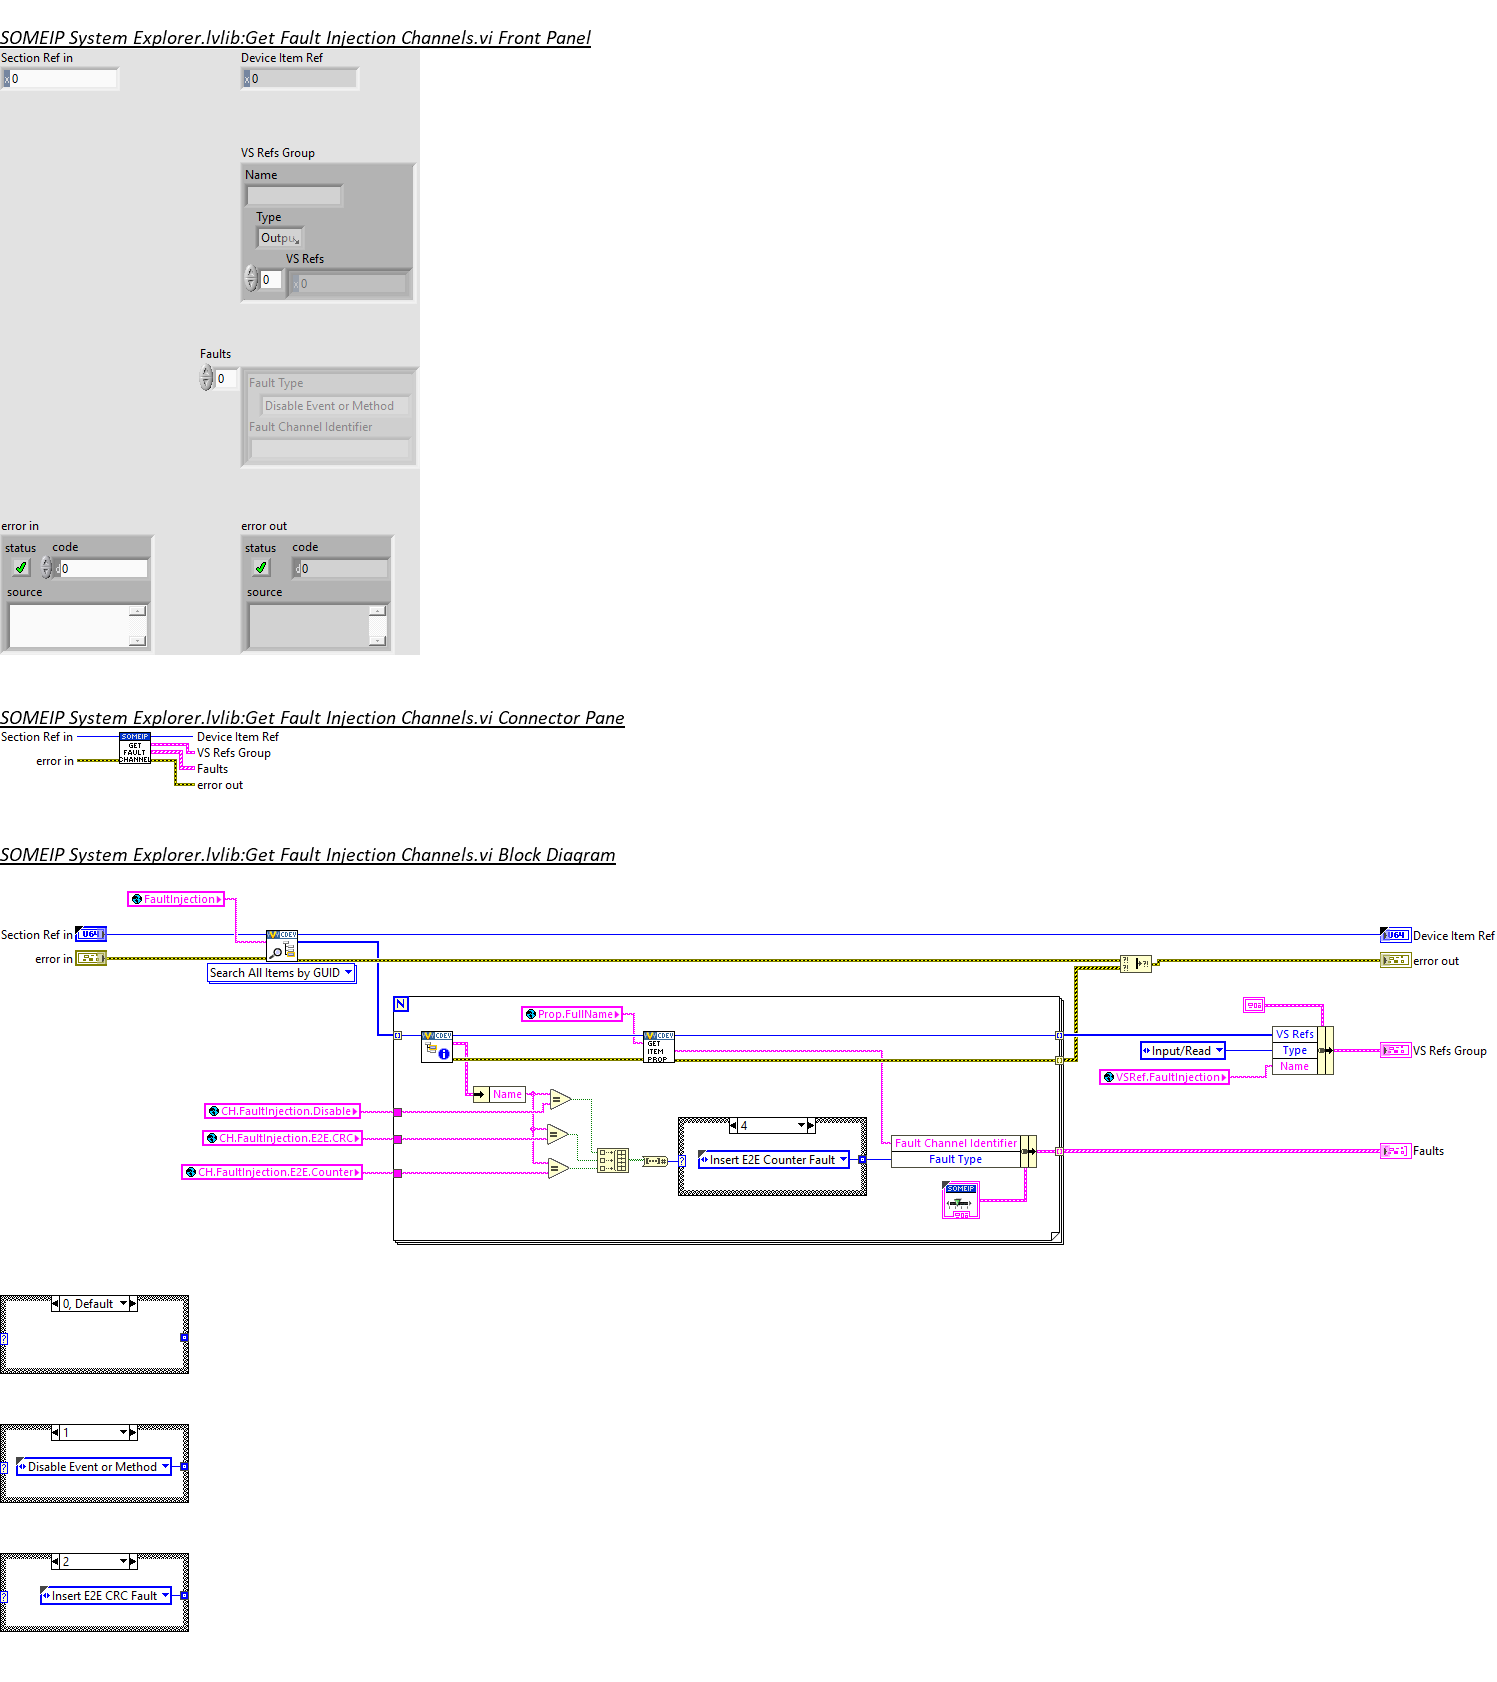 SOMEIP System Explorer.lvlib:Get Fault Injection Channels.vi Front Panel
Section Ref in
Device Item Ref
x 0
x 0
VS Refs Group
Name
Type
Outpu
VS Refs
0
x 0
Faults
0
Fault Type
Disable Event or Method
Fault Channel Identifier
error in
error out
status code
status code
d 0
d 0
source
source
SOMEIP System Explorer.lvlib:Get Fault Injection Channels.vi Connector Pane
Section Ref in
SOMEIP
GET
FAULT
CHANNEL
Device Item Ref
VS Refs Group
error in
Faults
error out
SOMEIP System Explorer.lvlib:Get Fault Injection Channels.vi Block Diagram
FaultInjection
Section Ref in
U64
CDEV
U64
Device Item Ref
error in
?!
?!
?!
error out
Search All Items by GUID
N
Prop.FullName
CDEV
CDEV
GET
ITEM
PROP
VS Refs
Input/Read
Type
VS Refs Group
VSRef.FaultInjection
Name
Name
CH.FaultInjection.Disable
=
CH.FaultInjection.E2E.CRC
=
CH.FaultInjection.E2E.Counter
=
4
?
Insert E2E Counter Fault
Fault Channel Identifier
Fault Type
Faults
SOMEIP
0, Default
?
1
?
Disable Event or Method
2
?
Insert E2E CRC Fault